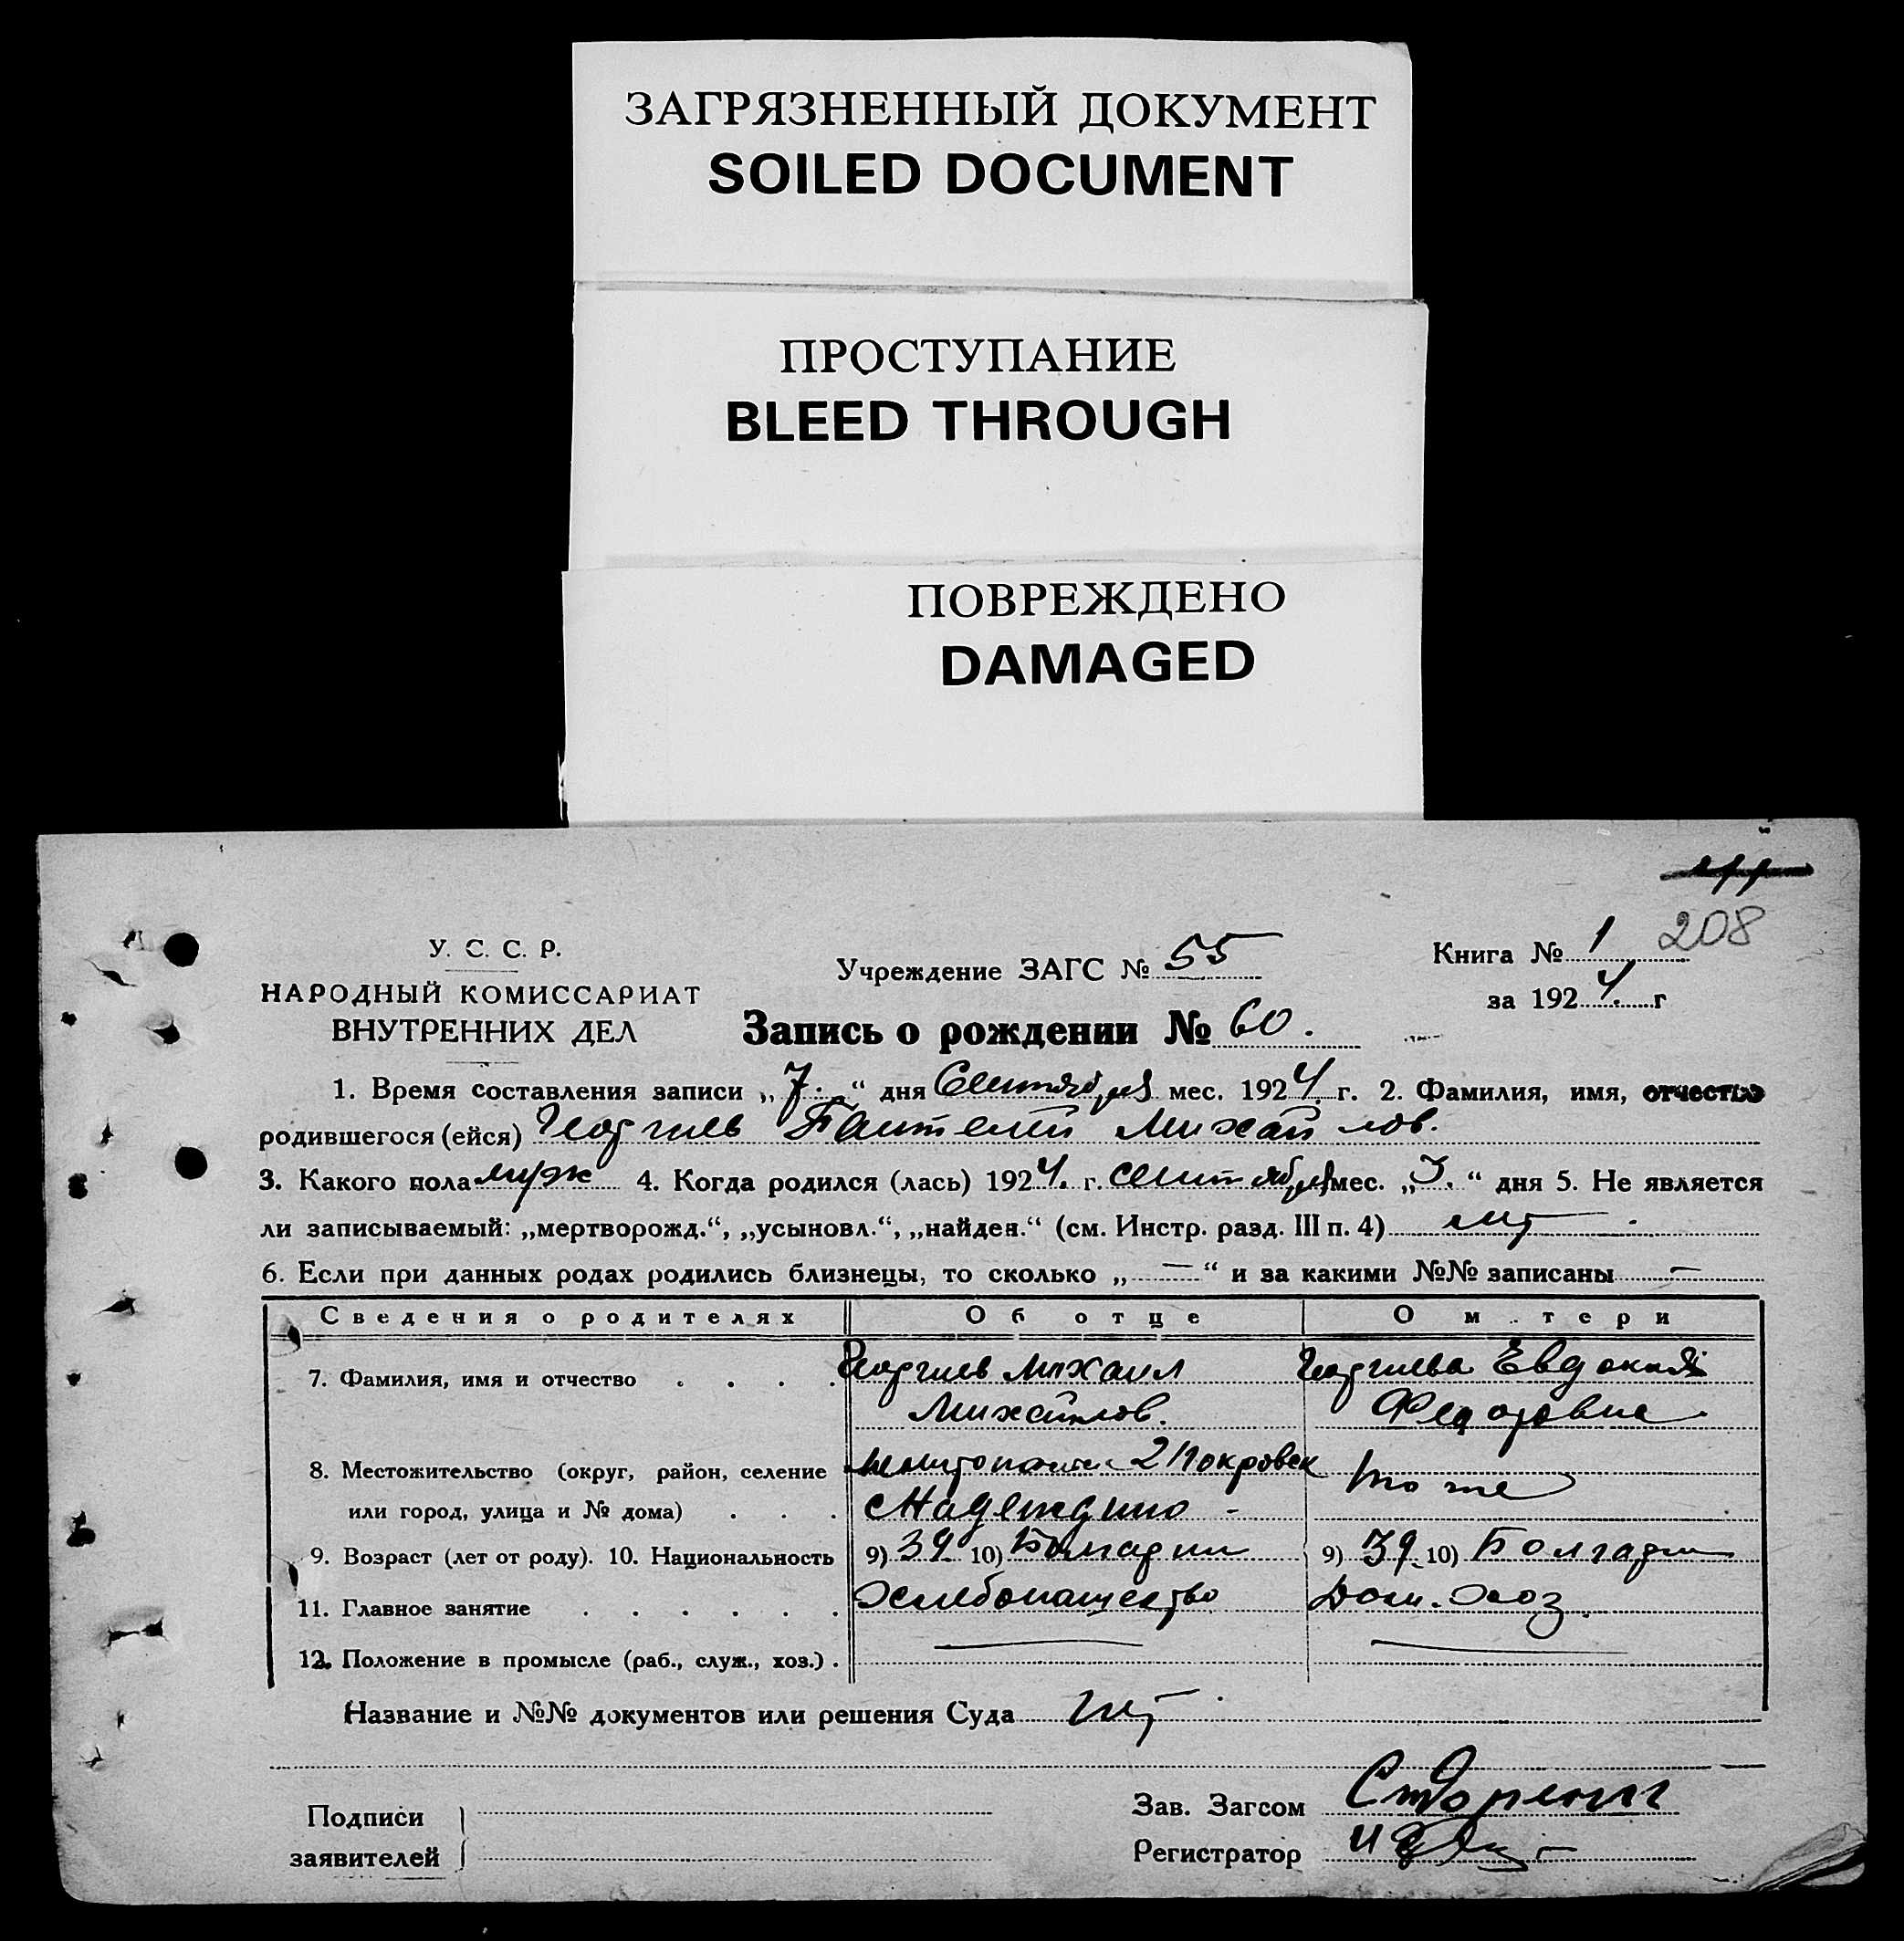 ЗАГРЯЗНЕННЫЙ ДОКУМЕНТ
SOILED DOCUMENT
ПРОСТУПАНИЕ
BLEED THROUGH
ПОВРЕЖДЕНО
DAMAGED
У. С. С. Р.
НАРОДНЫЙ КОМИССАРИАТ
ВНУТРЕННИХ ДЕЛ
Учреждение ЗАГС № 55
Книга № 1 208
за 1924 г
Запись о рождении № 60.
1. Время составления записи „7.“ дня Сентября мес. 1924 г. 2. Фамилия, имя, отчество
родившегося (ейся) Георгиев Пантелей Михайлов.
3. Какого пола муж 4. Когда родился (лась) 1924. г. сентября мес. „3.“ дня 5. Не является
ли записываемый: „мертворожд.“, „усыновл.“, „найден.“ (см. Инстр. разд. III п. 4) нет.
6. Если при данных родах родились близнецы, то сколько „—“ и за какими №№ записаны —
Сведения о родителях Об отце О м тери
7. Фамилия, имя и отчество . . . . Георгиев Михаил Георгиева Евдокия
Михайлов. Федоровна
8. Местожительство (округ, район, селение 2 Покровск то же
или город, улица и № дома) . . . с Надеждино -
9. Возраст (лет от роду). 10. Национальность 9) 39 10) Болгарин 9) 39 10) Болгарин
11. Главное занятие . . . . . . Хлебопашество Дом. Хоз.
12. Положение в промысле (раб., служ., хоз.) . — —
Название и №№ документов или решения Суда нет.
Подписи
заявителей
Зав. Загсом
Регистратор